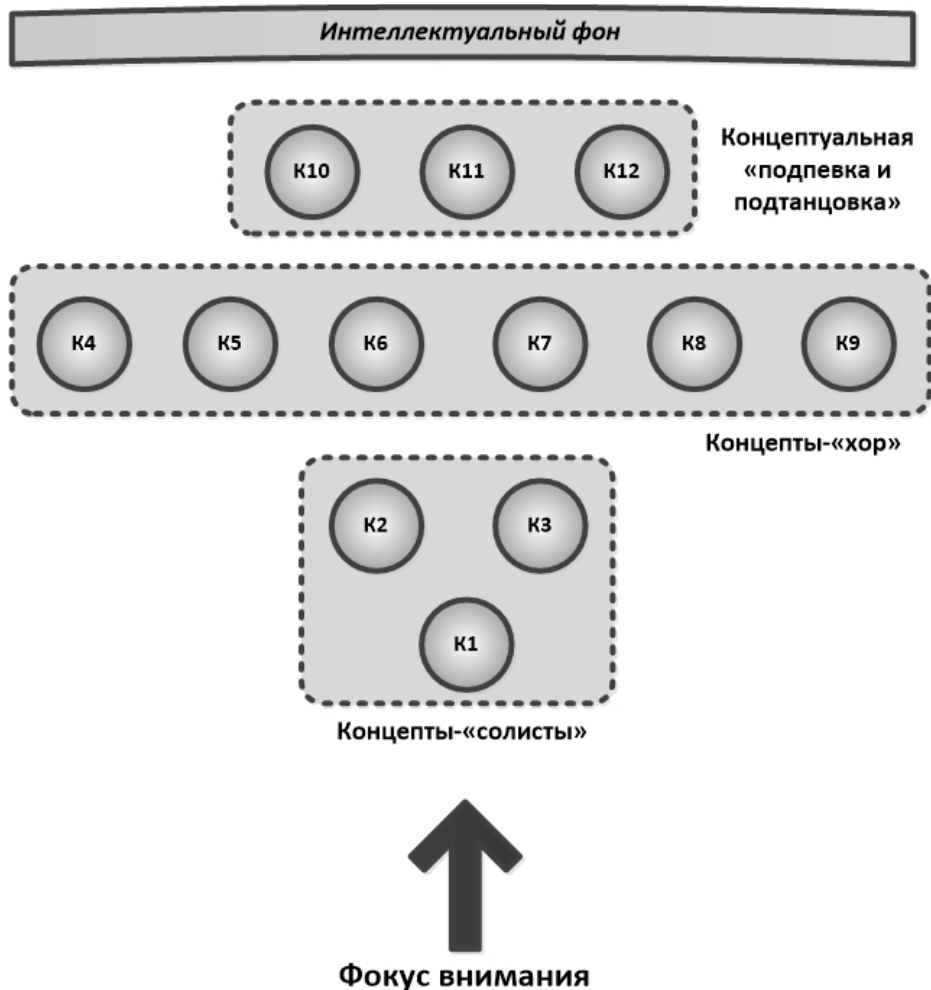 Интеллектуальный фон
К10 К11 К12
Концептуальная
«подпевка и
подтанцовка»
К4 К5 К6 К7 К8 К9
Концепты-«хор»
К2 К3
К1
Концепты-«солисты»
Фокус внимания